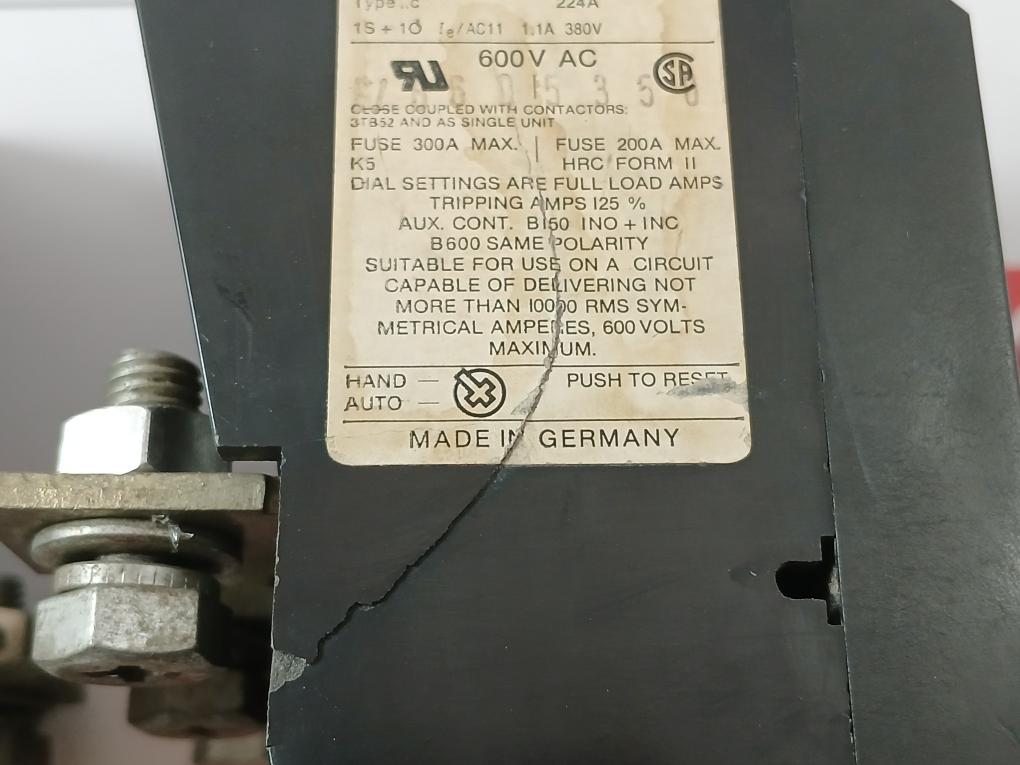 Type ..c 224A
1S + 1Ö Ie/AC11 1.1A 380V
600V AC
CLOSE COUPLED WITH CONTACTORS:
3TB52 AND AS SINGLE UNIT
FUSE 300A MAX. | FUSE 200A MAX.
K5 HRC FORM II
DIAL SETTINGS ARE FULL LOAD AMPS
TRIPPING AMPS 125 %
AUX. CONT. B150 1NO + 1NC
B600 SAME POLARITY
SUITABLE FOR USE ON A CIRCUIT
CAPABLE OF DELIVERING NOT
MORE THAN 10000 RMS SYM-
METRICAL AMPERES, 600 VOLTS
MAXIMUM.
HAND — PUSH TO RESET
AUTO —
MADE IN GERMANY